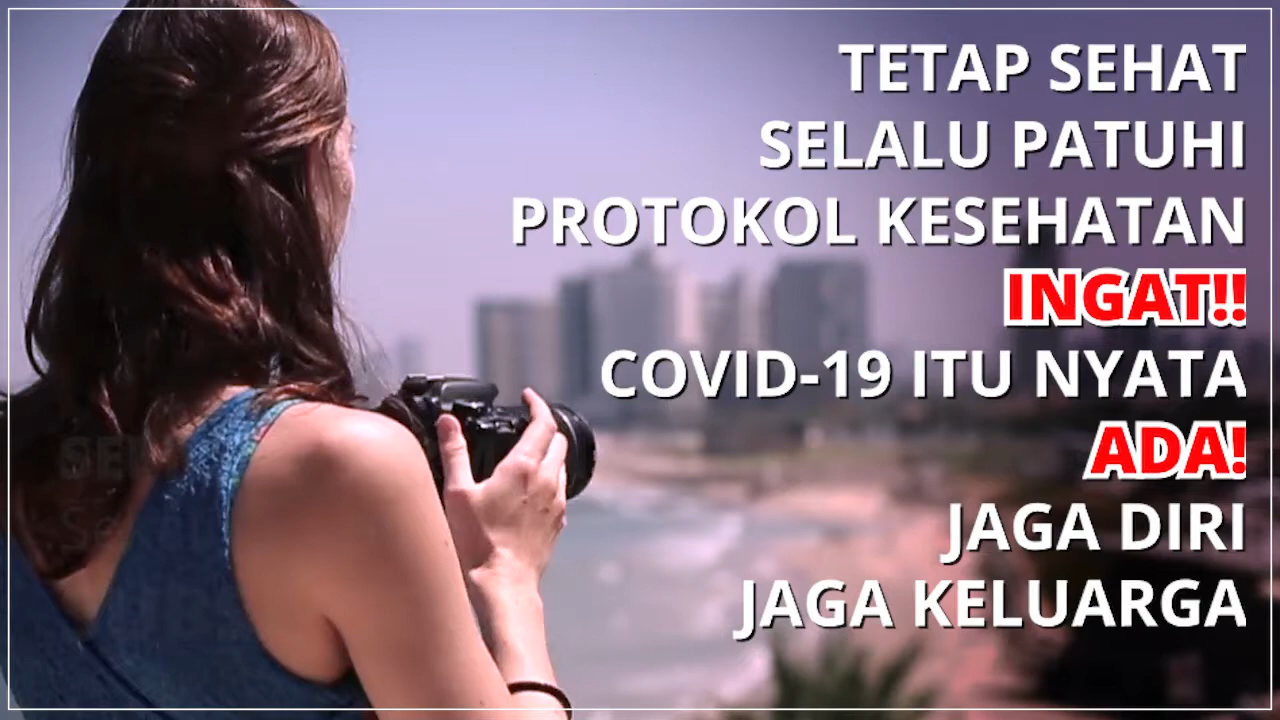 TETAP SEHAT
SELALU PATUHI
PROTOKOL KESEHATAN
INGAT!!
COVID-19 ITU NYATA
ADA!
JAGA DIRI
JAGA KELUARGA